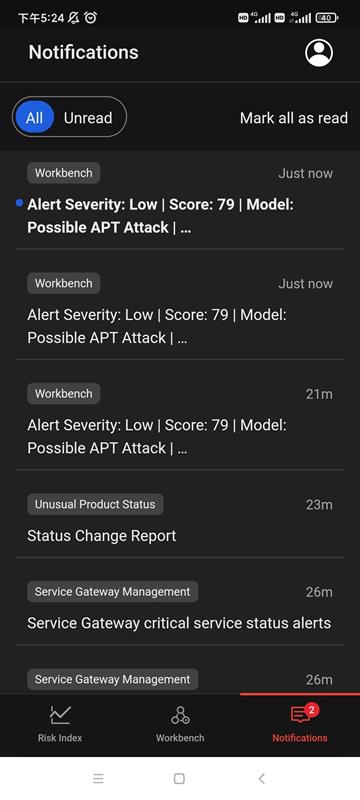 下午5:24
HD 4G HD 4G 40
Notifications
All Unread Mark all as read
Workbench Just now
Alert Severity: Low | Score: 79 | Model:
Possible APT Attack | ...
Workbench Just now
Alert Severity: Low | Score: 79 | Model:
Possible APT Attack | ...
Workbench 21m
Alert Severity: Low | Score: 79 | Model:
Possible APT Attack | ...
Unusual Product Status 23m
Status Change Report
Service Gateway Management 26m
Service Gateway critical service status alerts
Service Gateway Management 26m
2
Risk Index Workbench Notifications